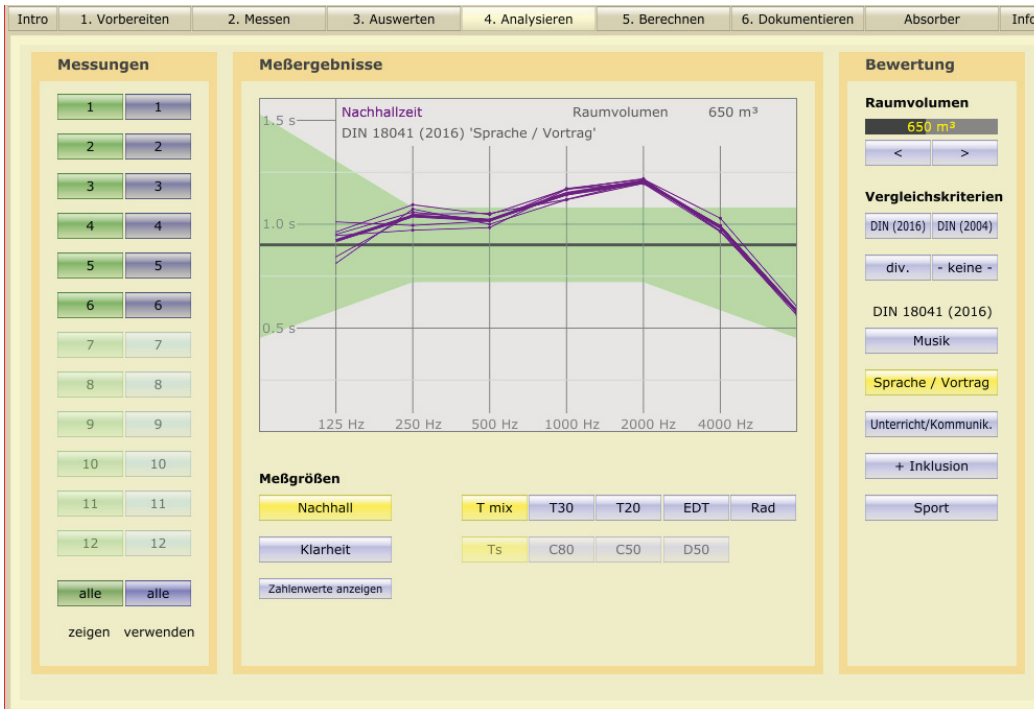 Intro 1. Vorbereiten 2. Messen 3. Auswerten 4. Analysieren 5. Berechnen 6. Dokumentieren Absorber Info
Messungen
1 1
2 2
3 3
4 4
5 5
6 6
7 7
8 8
9 9
10 10
11 11
12 12
alle alle
zeigen verwenden
Meßergebnisse
Nachhallzeit Raumvolumen 650 m³
DIN 18041 (2016) 'Sprache / Vortrag'
1.5 s
1.0 s
0.5 s
125 Hz 250 Hz 500 Hz 1000 Hz 2000 Hz 4000 Hz
Meßgrößen
Nachhall T mix T30 T20 EDT Rad
Klarheit Ts C80 C50 D50
Zahlenwerte anzeigen
Bewertung
Raumvolumen
650 m³
< >
Vergleichskriterien
DIN (2016) DIN (2004)
div. - keine -
DIN 18041 (2016)
Musik
Sprache / Vortrag
Unterricht/Kommunik.
+ Inklusion
Sport